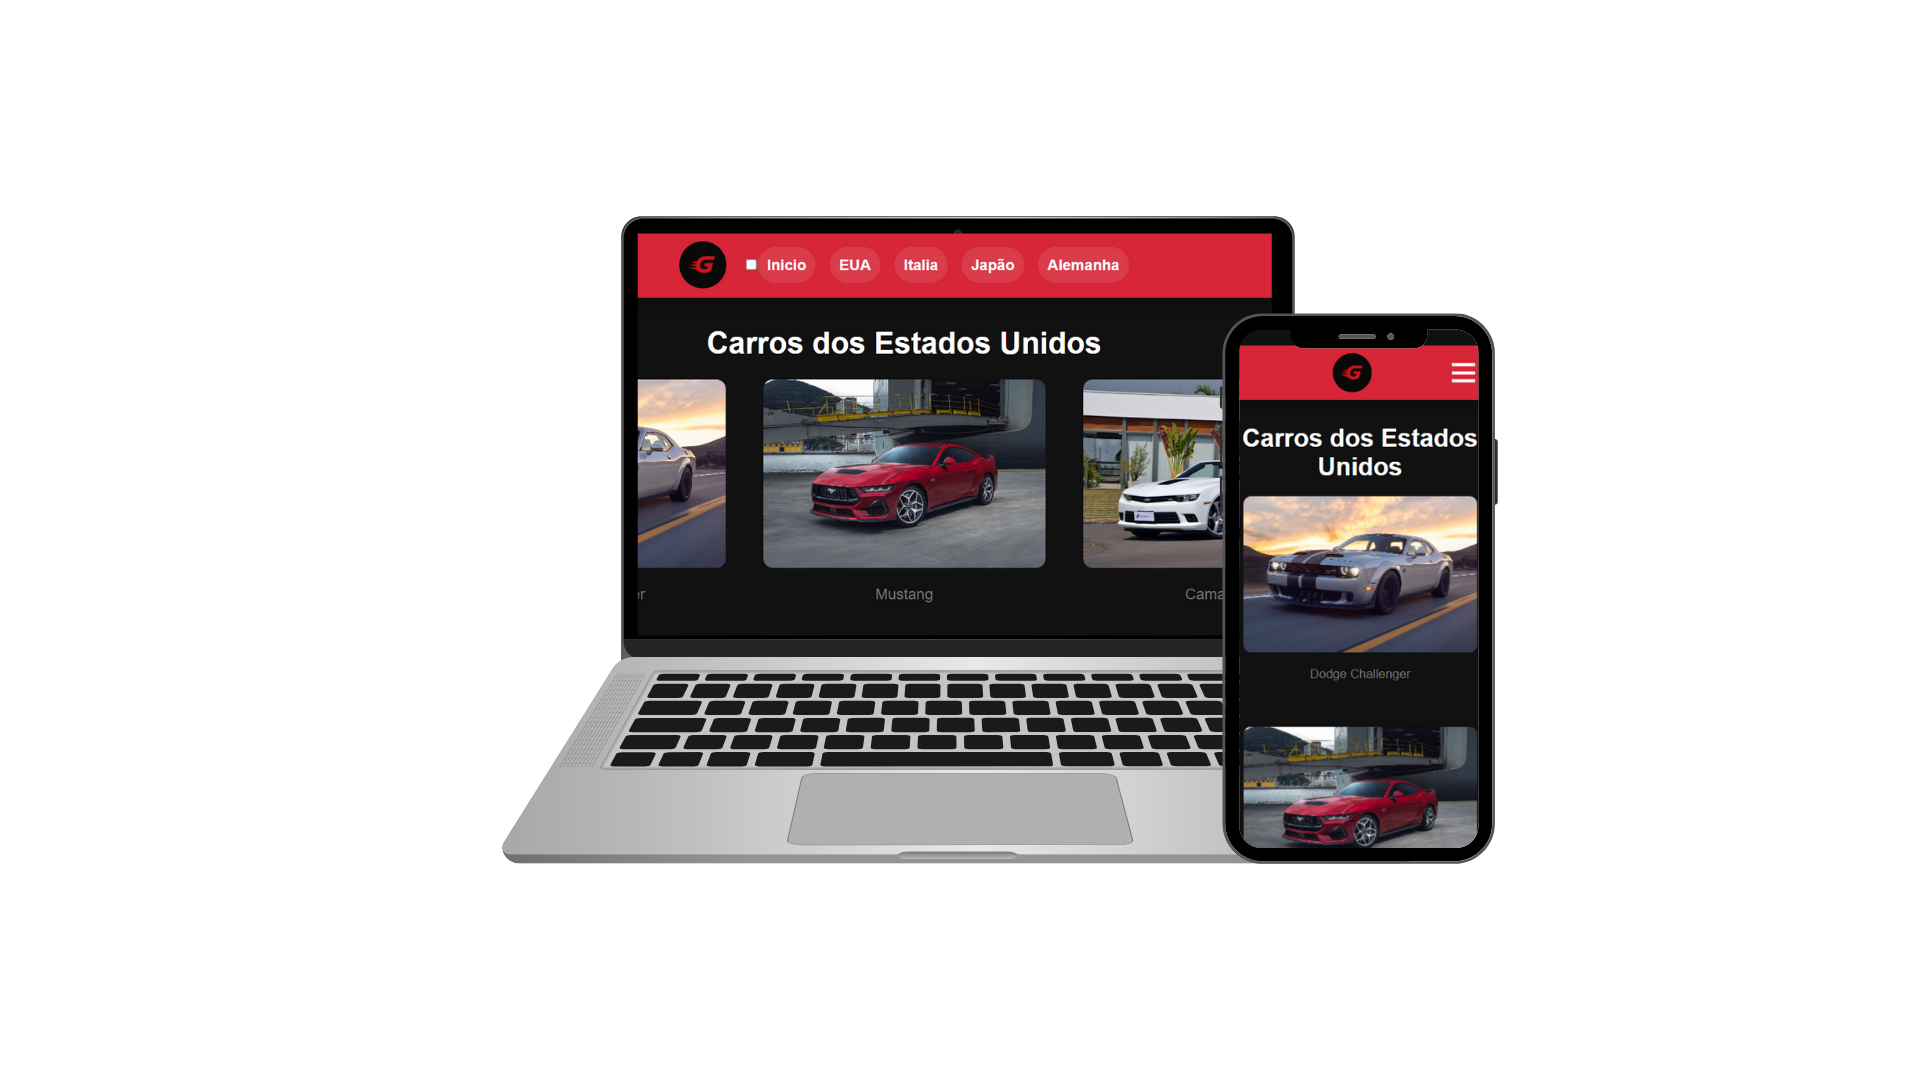 G
Inicio
EUA
Italia
Japão
Alemanha
Carros dos Estados Unidos
er
Mustang
Cama
G
Carros dos Estados
Unidos
Dodge Challenger